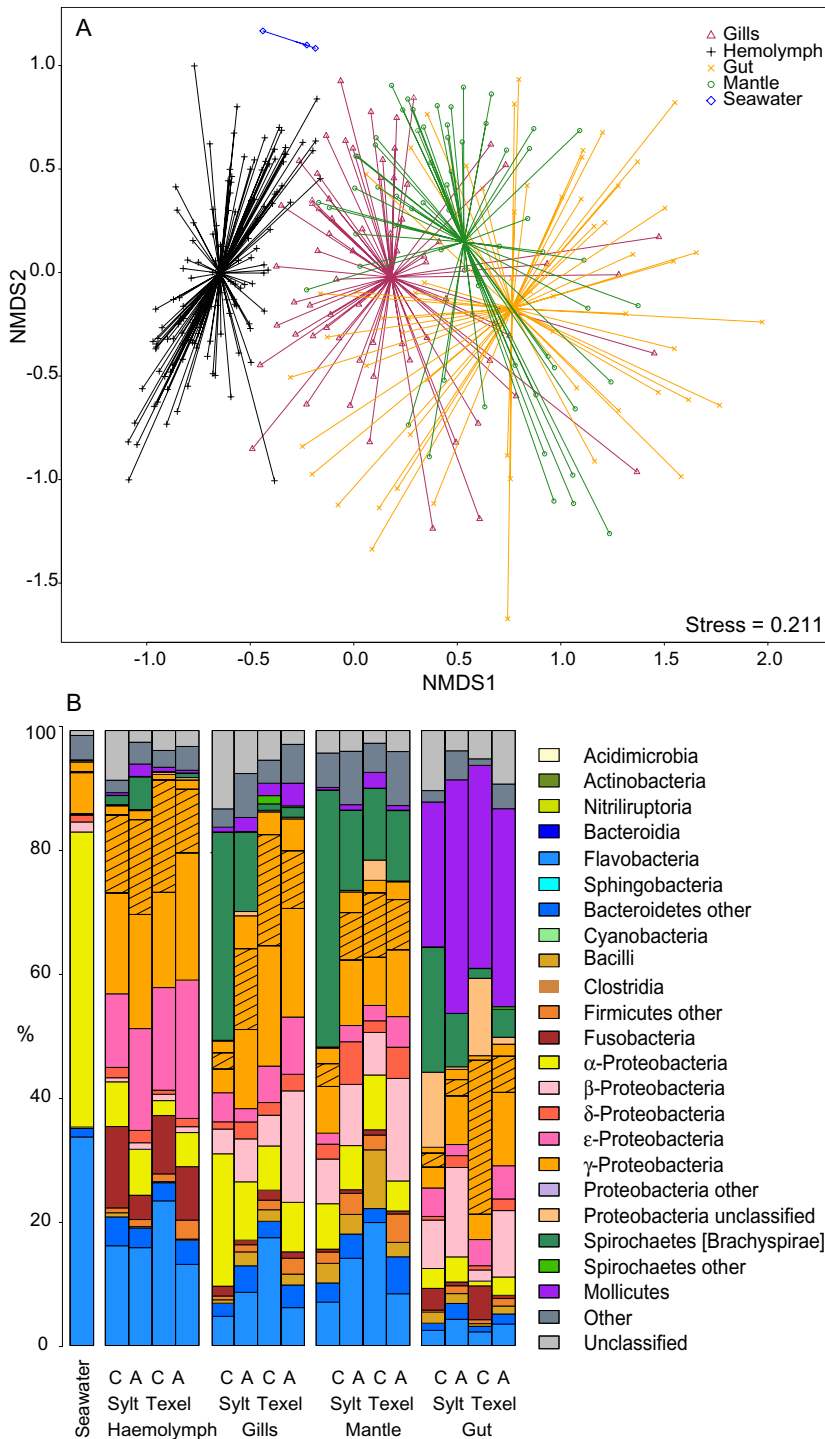 A
Gills
Hemolymph
Gut
Mantle
Seawater
1.0
0.5
0.0
-0.5
-1.0
-1.5
NMDS2
Stress = 0.211
-1.0 -0.5 0.0 0.5 1.0 1.5 2.0
NMDS1
B
100
80
60
%
40
20
0
Acidimicrobia
Actinobacteria
Nitriliruptoria
Bacteroidia
Flavobacteria
Sphingobacteria
Bacteroidetes other
Cyanobacteria
Bacilli
Clostridia
Firmicutes other
Fusobacteria
α-Proteobacteria
β-Proteobacteria
δ-Proteobacteria
ε-Proteobacteria
γ-Proteobacteria
Proteobacteria other
Proteobacteria unclassified
Spirochaetes [Brachyspirae]
Spirochaetes other
Mollicutes
Other
Unclassified
Seawater
C A C A C A C A C A C A C A C A
Sylt Texel Sylt Texel Sylt Texel Sylt Texel
Haemolymph Gills Mantle Gut